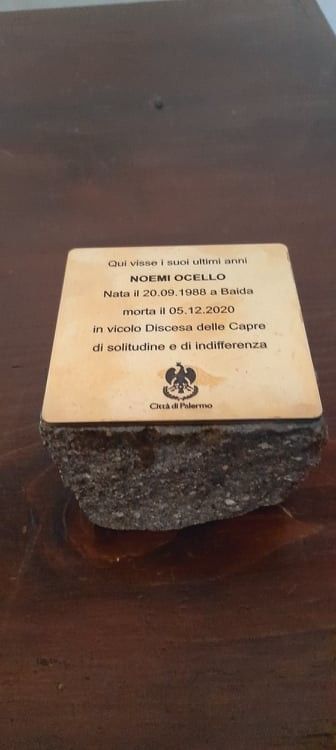 Qui visse i suoi ultimi anni
NOEMI OCELLO
Nata il 20.09.1988 a Baida
morta il 05.12.2020
in vicolo Discesa delle Capre
di solitudine e di indifferenza
Città di Palermo